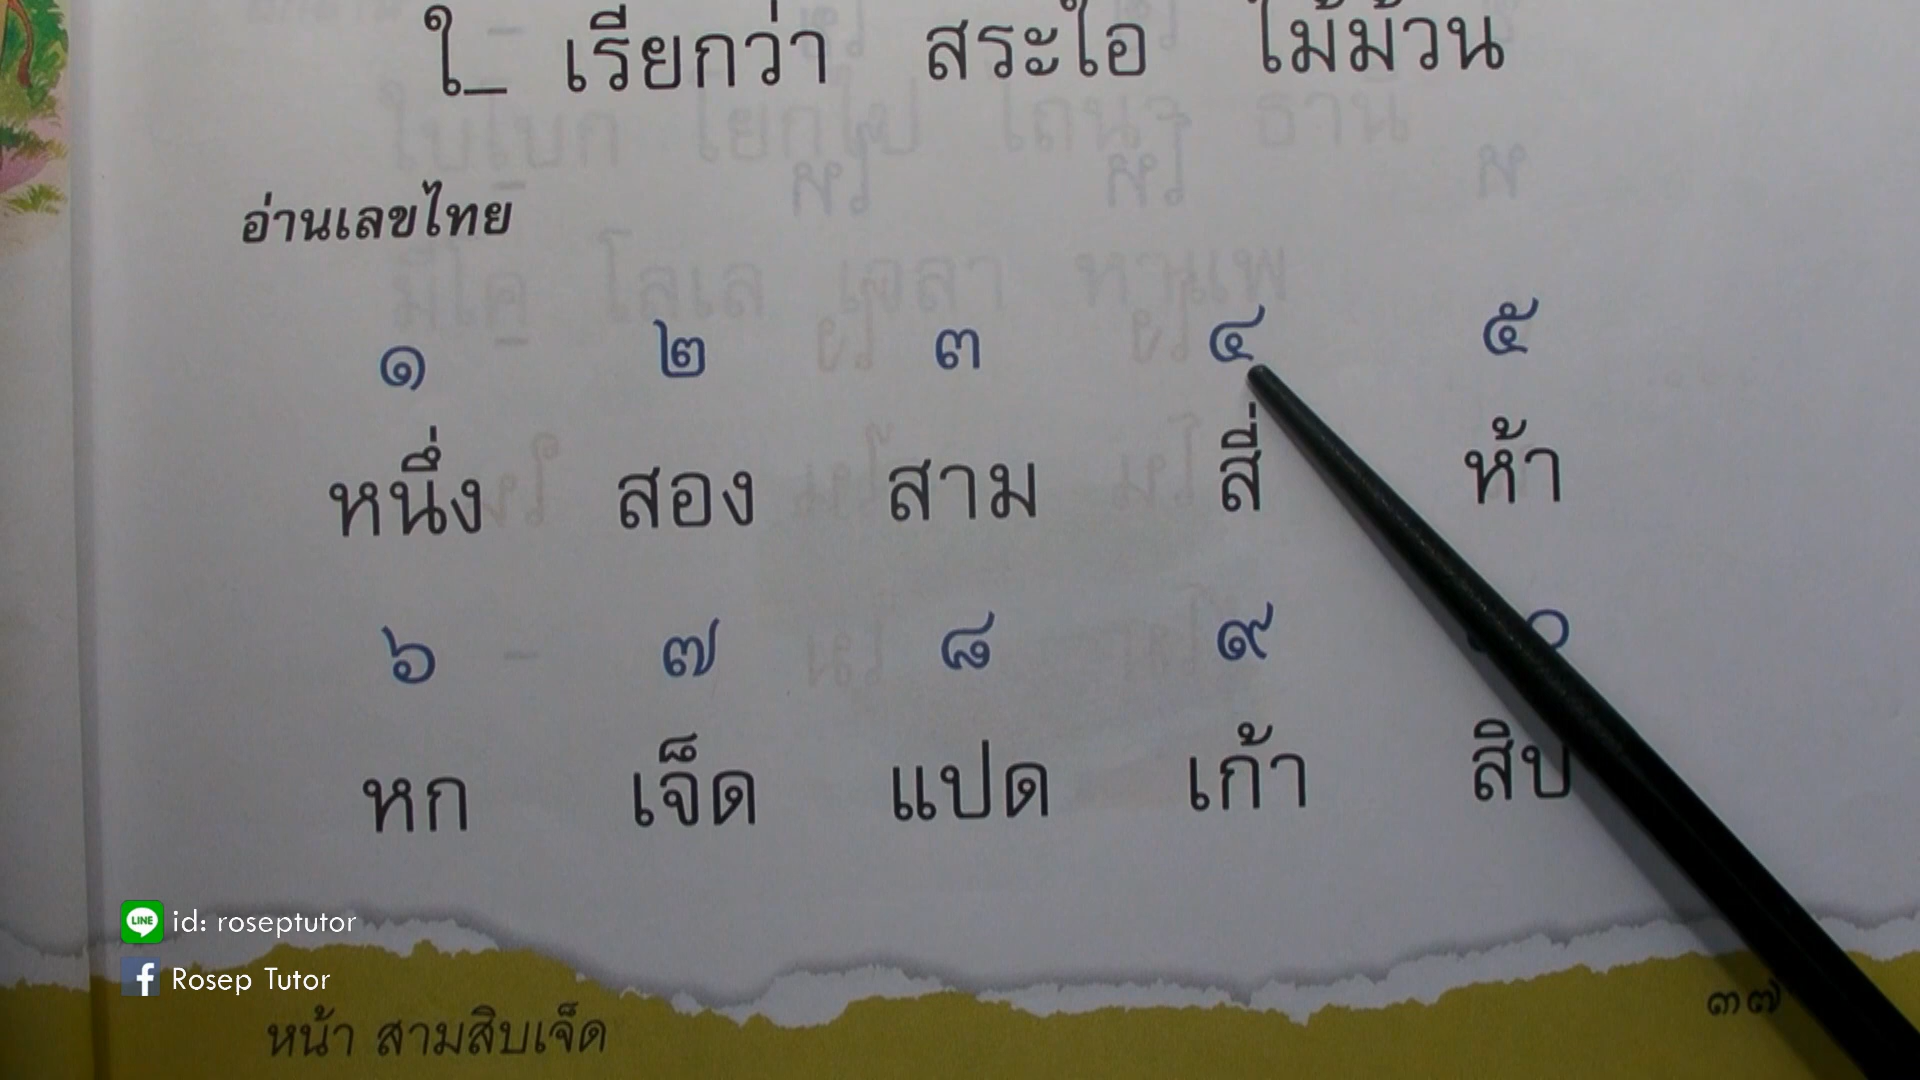 ใ_ เรียกว่า สระใอ ไม้ม้วน
อ่านเลขไทย
๑ ๒ ๓ ๔ ๕
หนึ่ง สอง สาม สี่ ห้า
๖ ๗ ๘ ๙ ๐
หก เจ็ด แปด เก้า สิบ
LINE id: roseptutor
f Rosep Tutor
หน้า สามสิบเจ็ด ๓๗